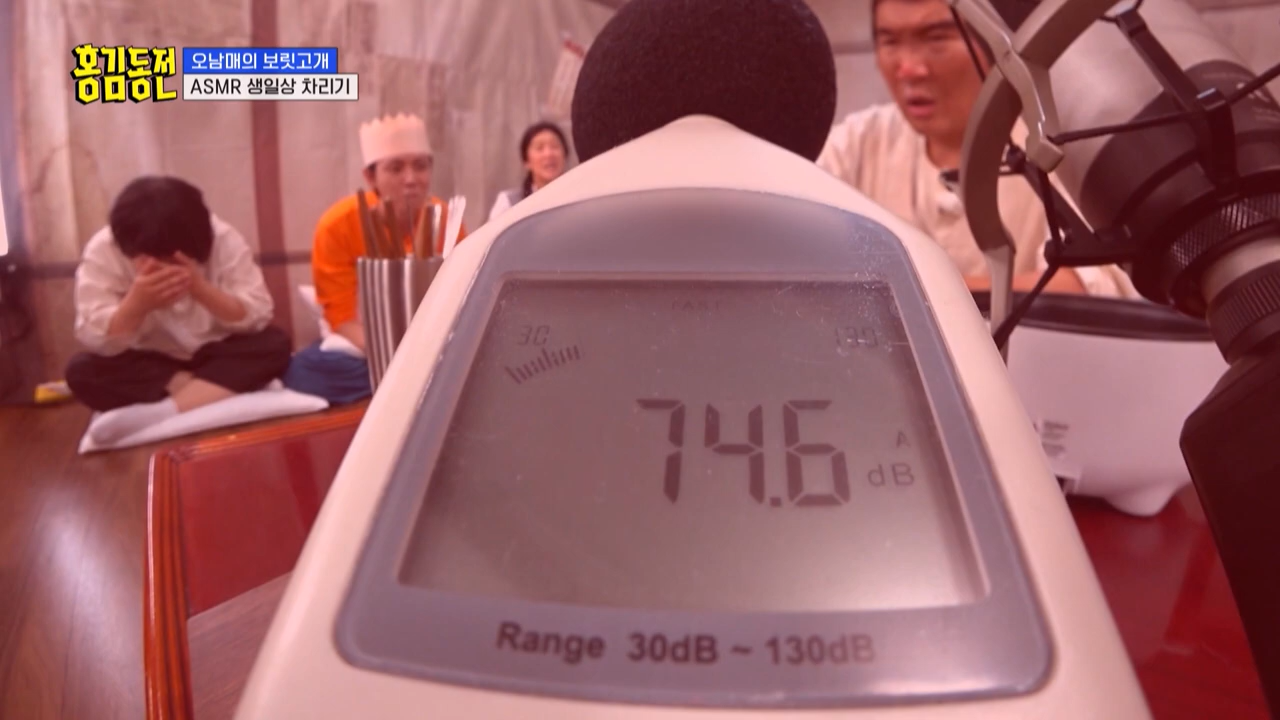 홍김동전
오남매의 보릿고개
ASMR 생일상 차리기
FAST
30 130
74.6
A
dB
Range 30dB ~ 130dB